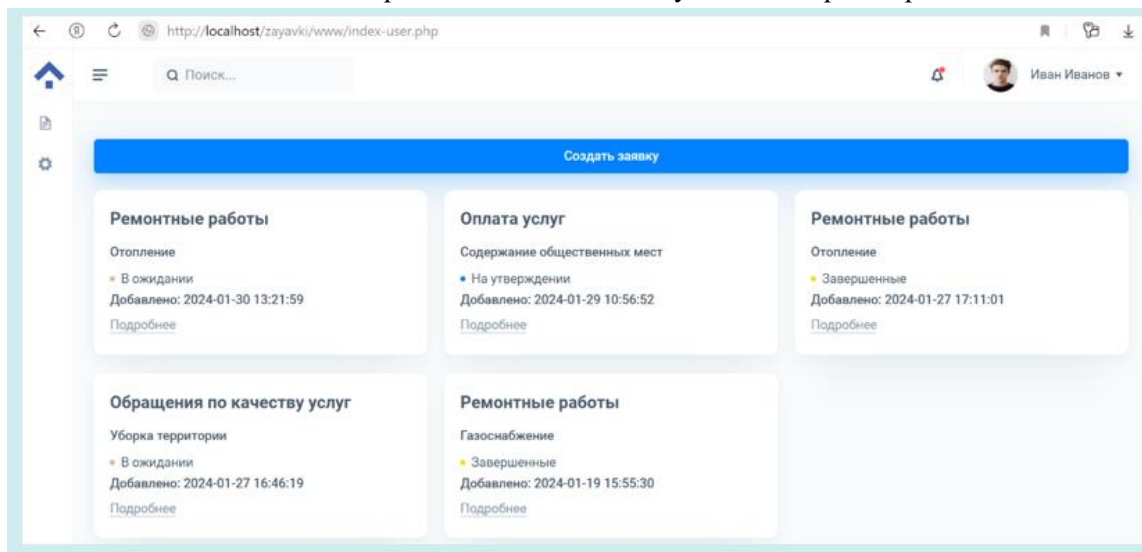 http://localhost/zayavki/www/index-user.php
Поиск...
Иван Иванов
Создать заявку
Ремонтные работы
Отопление
В ожидании
Добавлено: 2024-01-30 13:21:59
Подробнее
Оплата услуг
Содержание общественных мест
На утверждении
Добавлено: 2024-01-29 10:56:52
Подробнее
Ремонтные работы
Отопление
Завершенные
Добавлено: 2024-01-27 17:11:01
Подробнее
Обращения по качеству услуг
Уборка территории
В ожидании
Добавлено: 2024-01-27 16:46:19
Подробнее
Ремонтные работы
Газоснабжение
Завершенные
Добавлено: 2024-01-19 15:55:30
Подробнее